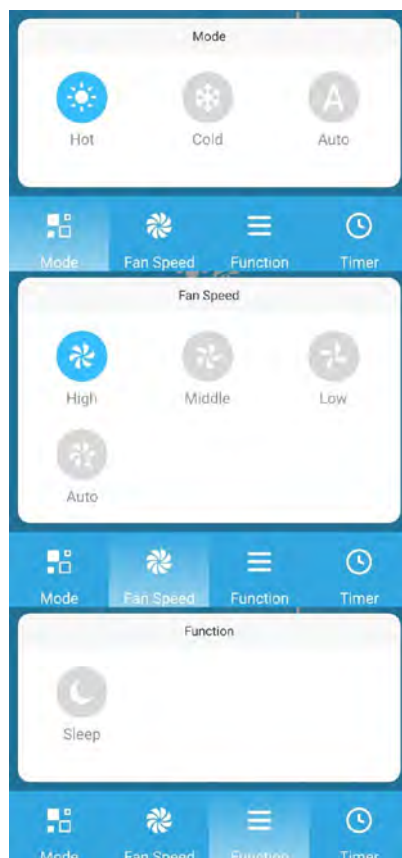 Mode
Hot Cold A Auto
Mode Fan Speed Function Timer
Fan Speed
High Middle Low
Auto
Mode Fan Speed Function Timer
Function
Sleep
Mode Fan Speed Function Timer